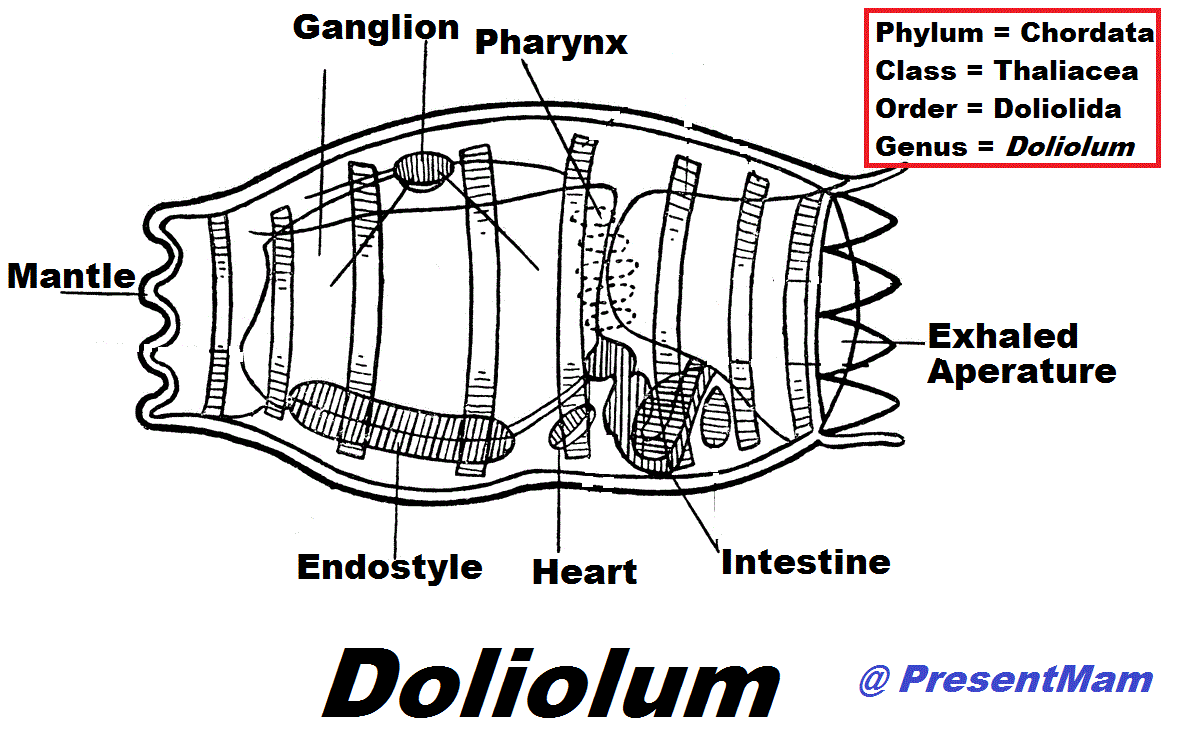 Ganglion
Pharynx
Phylum = Chordata
Class = Thaliacea
Order = Doliolida
Genus = Doliolum
Mantle
Exhaled
Aperature
Endostyle
Heart
Intestine
Doliolum
@ PresentMam